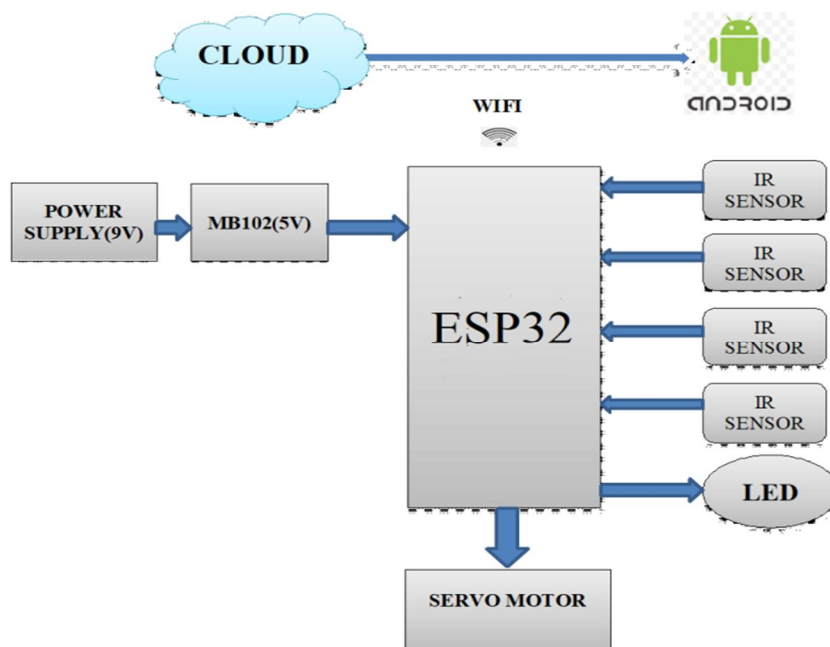 CLOUD
ANDROID
WIFI
POWER
SUPPLY(9V)
MB102(5V)
ESP32
IR
SENSOR
IR
SENSOR
IR
SENSOR
IR
SENSOR
LED
SERVO MOTOR